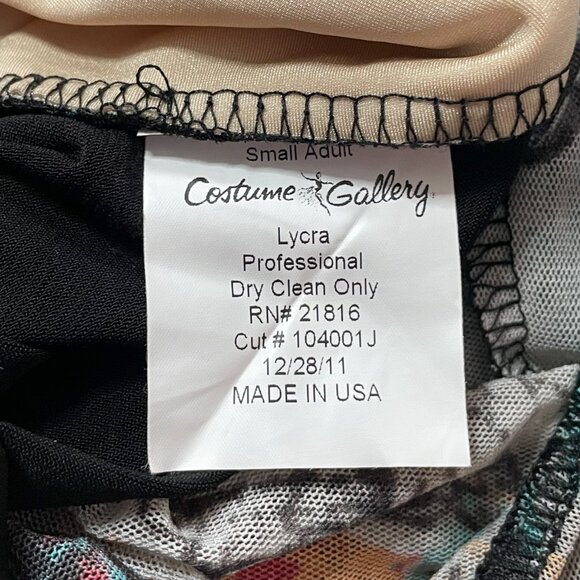 Small Adult
Costume Gallery
Lycra
Professional
Dry Clean Only
RN# 21816
Cut # 104001J
12/28/11
MADE IN USA